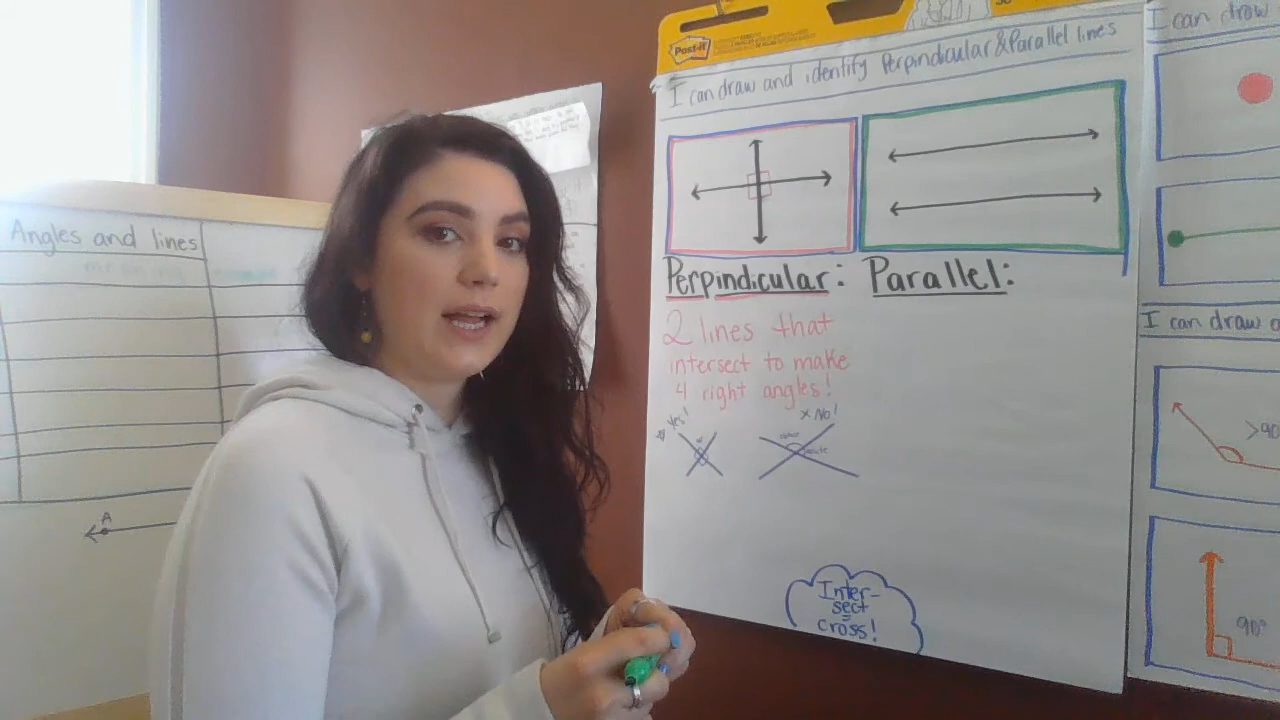 Post-it
I can draw and identify Perpindicular & Parallel lines
Perpindicular:
2 lines that
intersect to make
4 right angles!
Yes!
x No!
acute
Parallel:
Inter-
sect
=
cross!
Angles and lines
A
I can draw
I can draw a
>90
90°